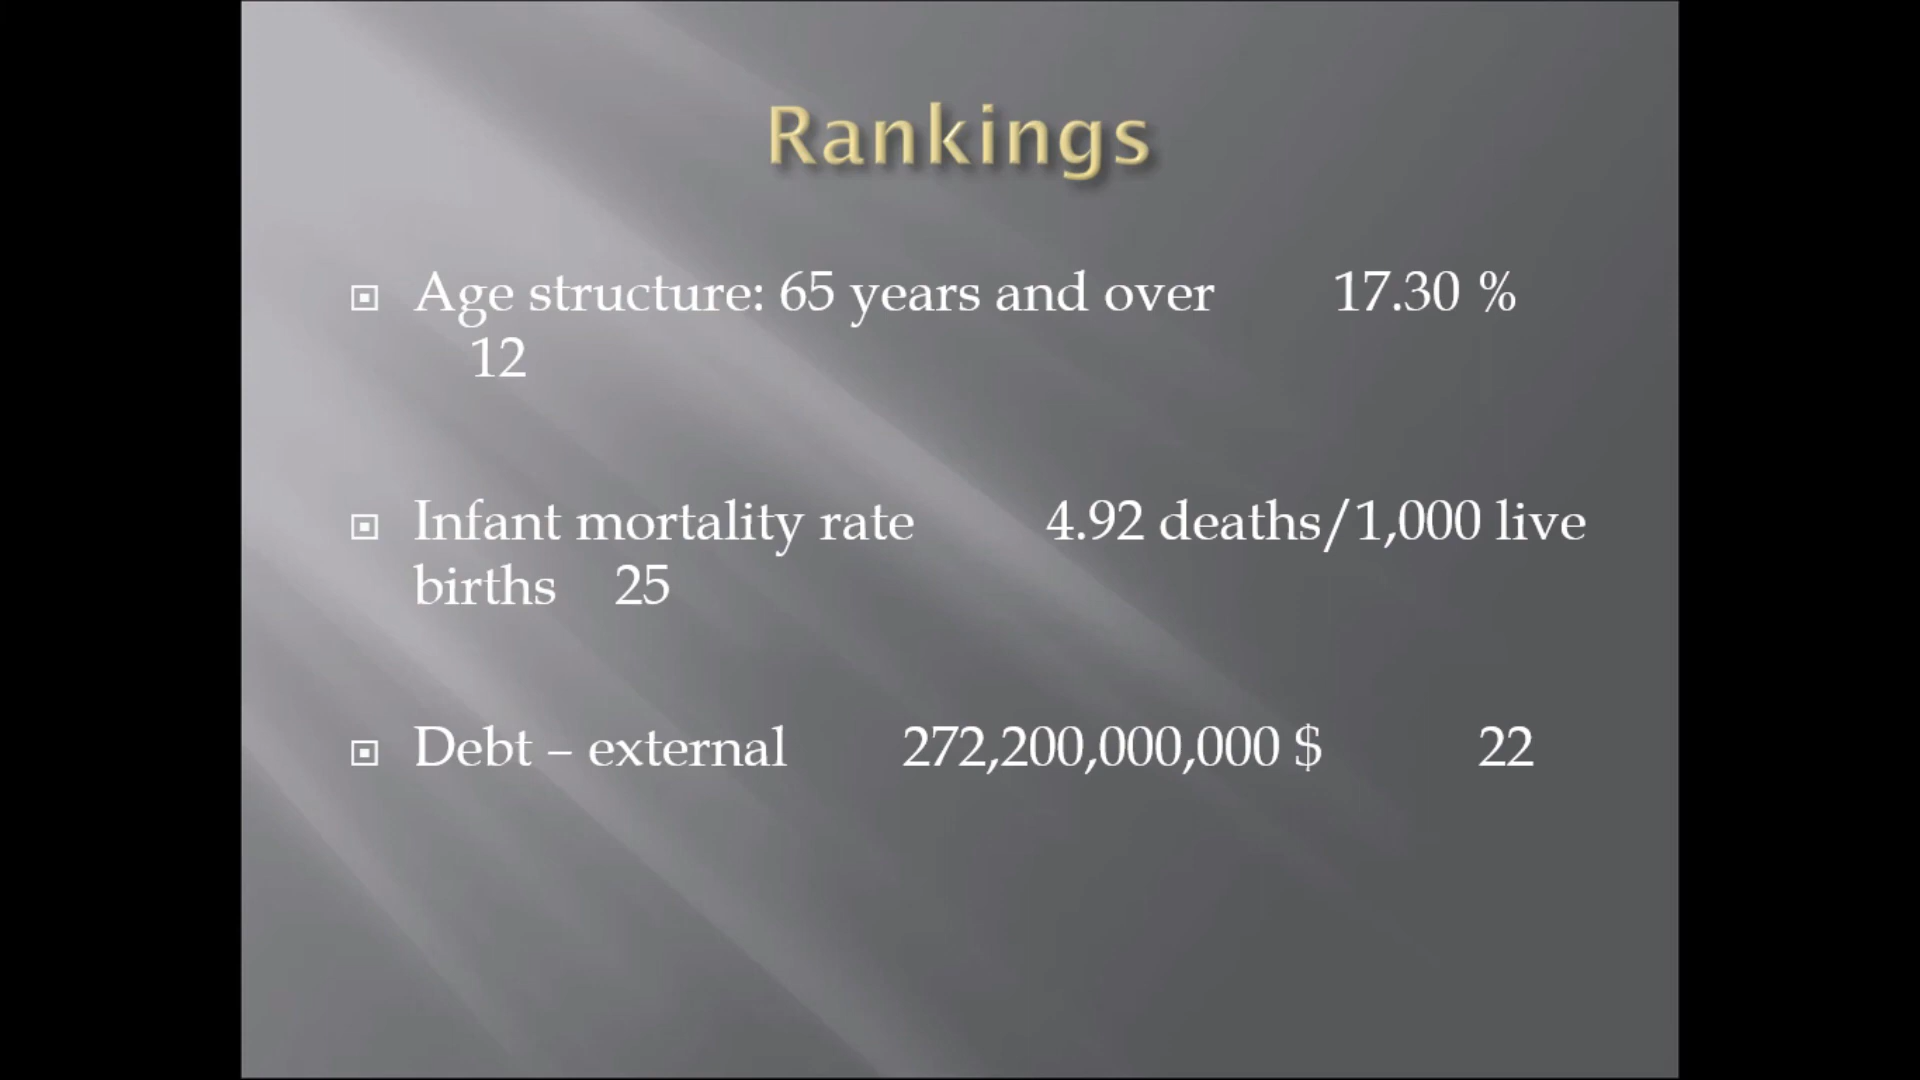 Rankings
Age structure: 65 years and over 17.30 %
12
Infant mortality rate 4.92 deaths/1,000 live
births 25
Debt – external 272,200,000,000 $ 22